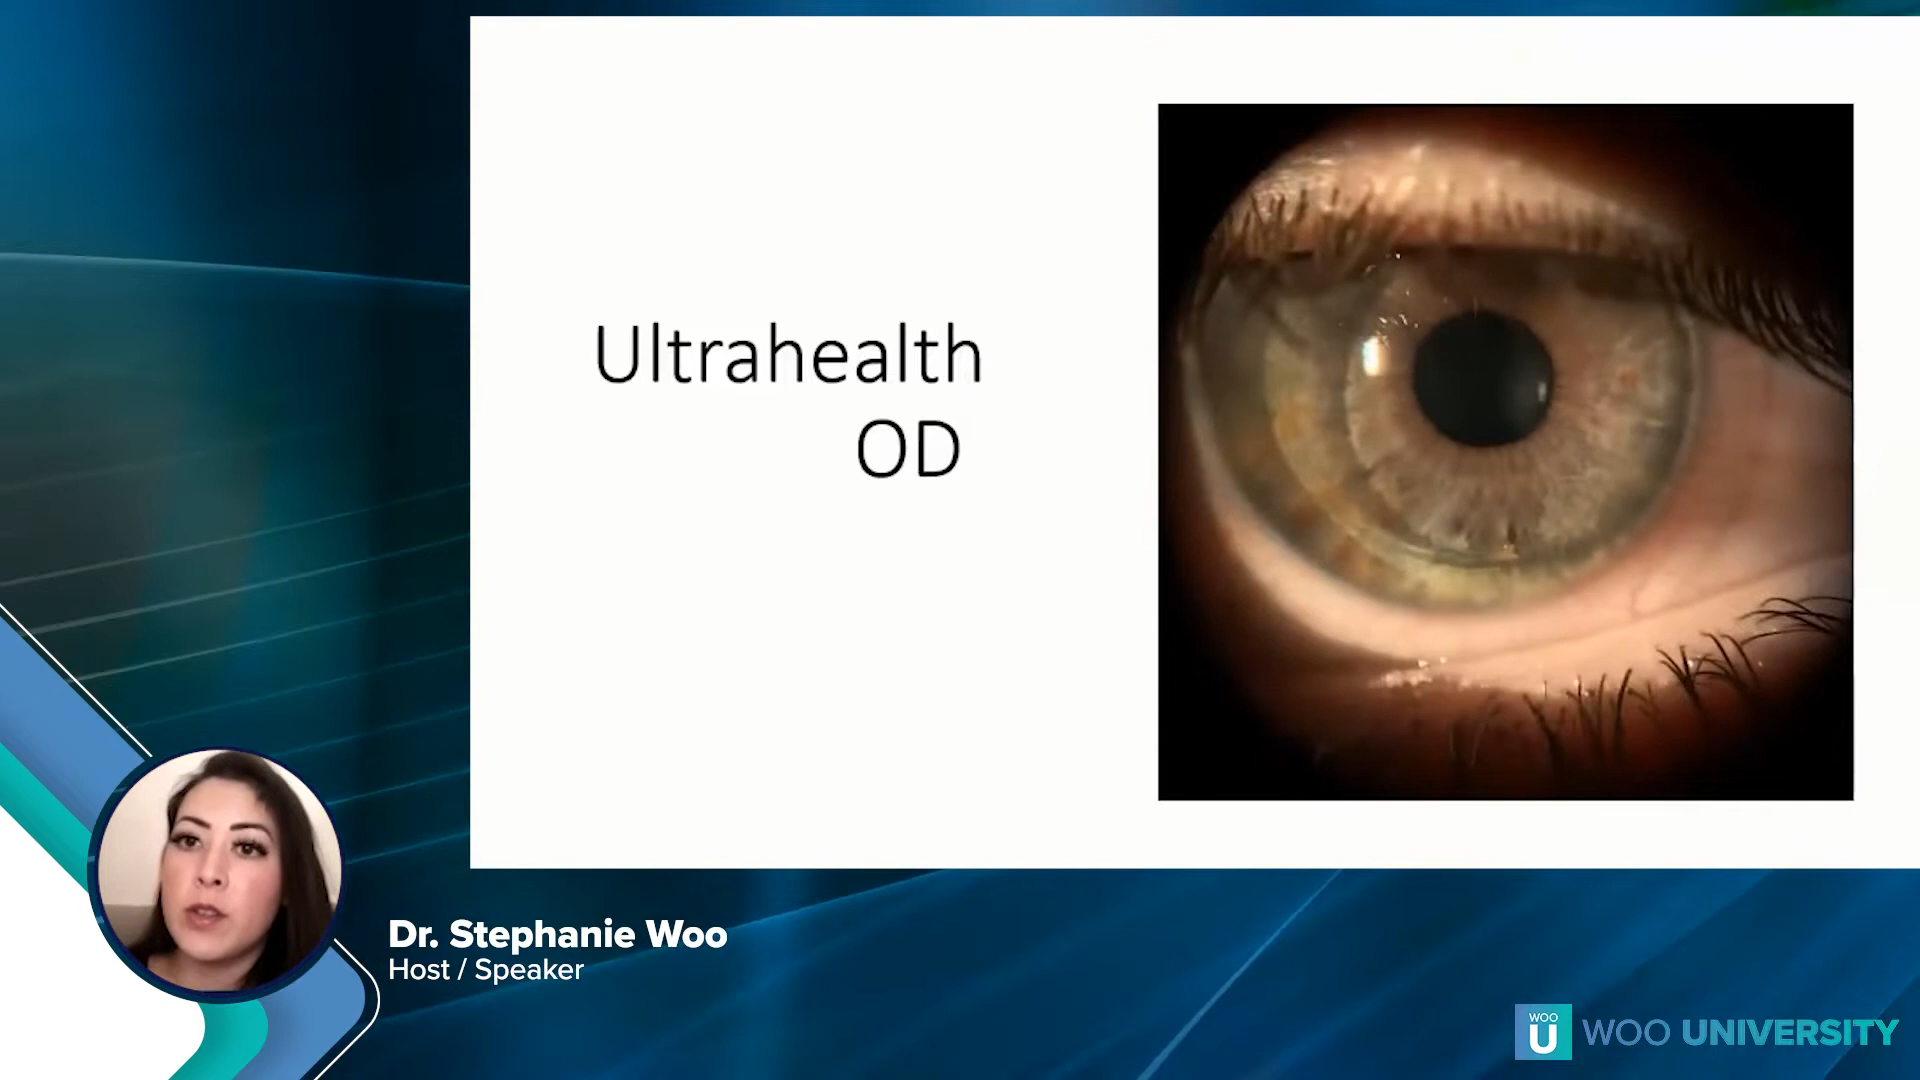 Ultrahealth
OD
Dr. Stephanie Woo
Host / Speaker
WOO
U
WOO UNIVERSITY